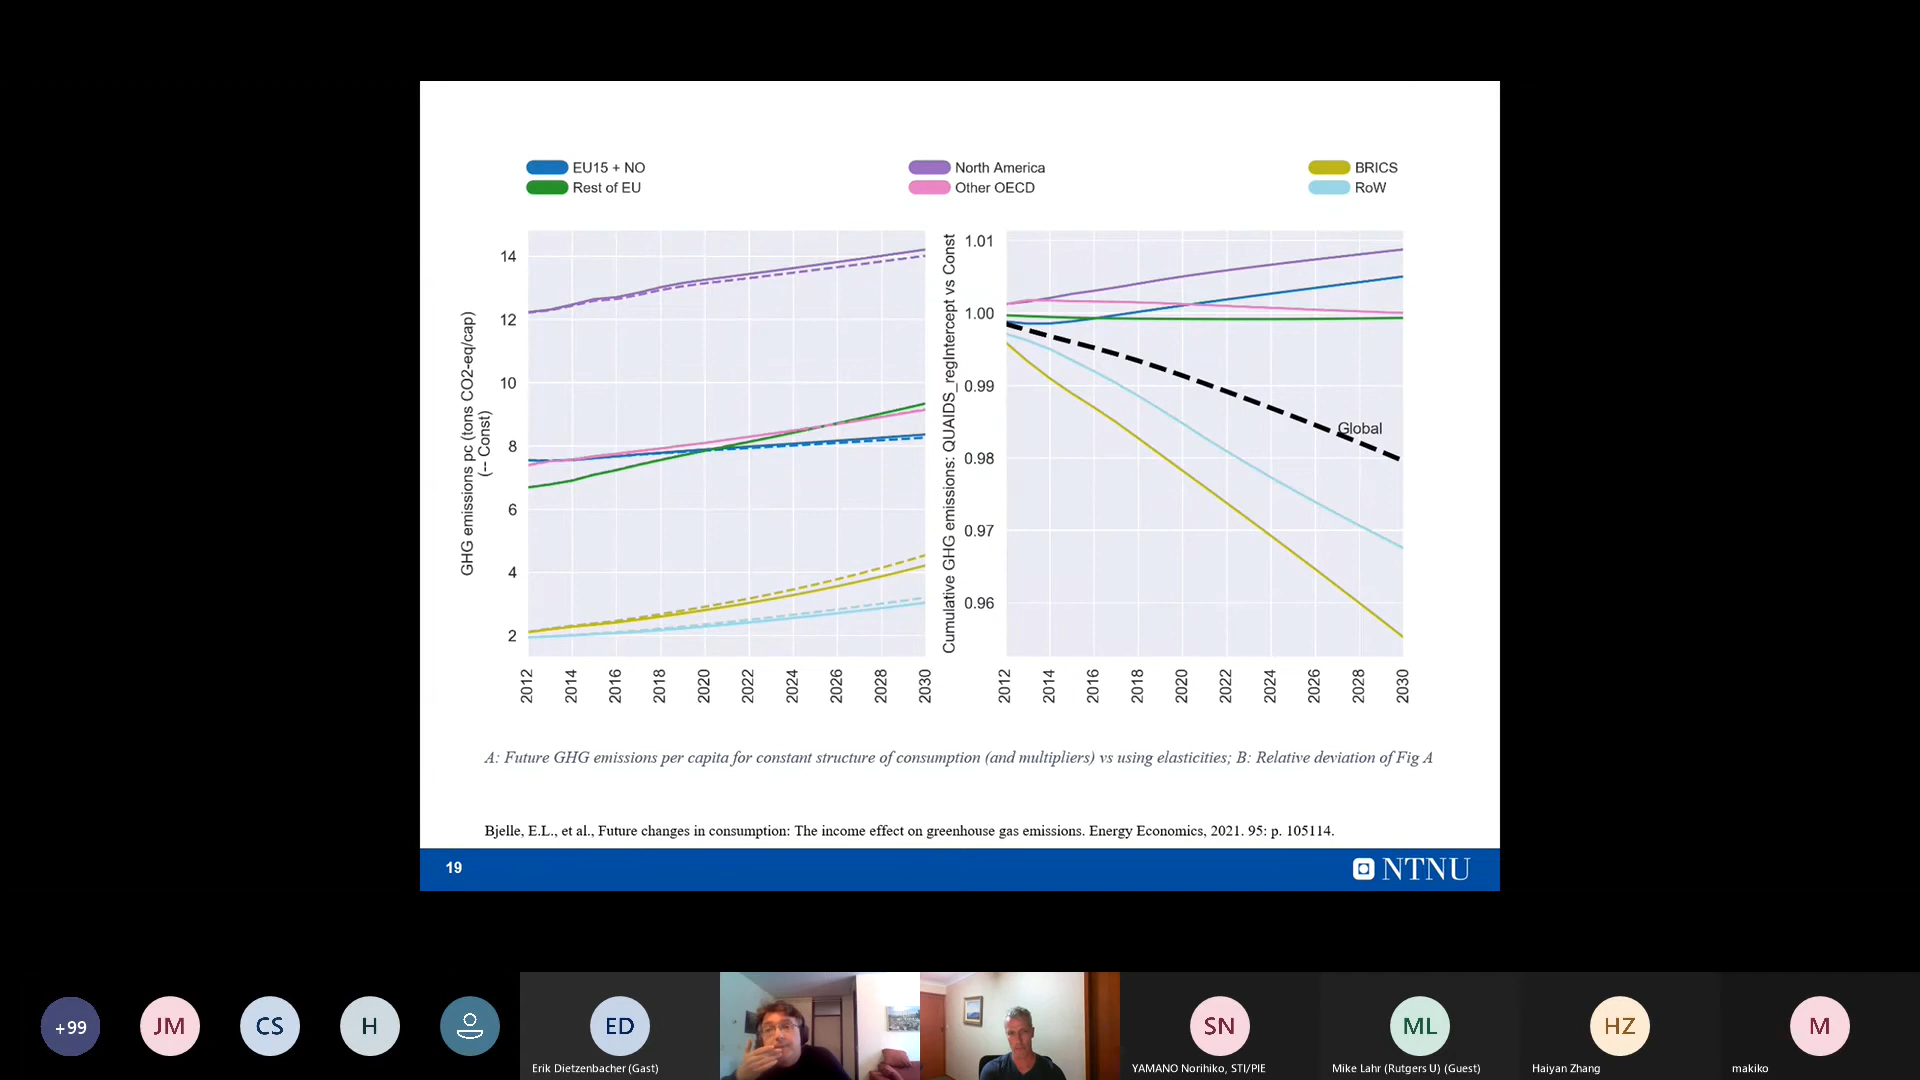 EU15 + NO
Rest of EU
North America
Other OECD
BRICS
RoW
GHG emissions pc (tons CO2-eq/cap)
(-- Const)
14
12
10
8
6
4
2
2012 2014 2016 2018 2020 2022 2024 2026 2028 2030
Cumulative GHG emissions: QUAIDS_regIntercept vs Const
1.01
1.00
0.99
0.98
0.97
0.96
Global
2012 2014 2016 2018 2020 2022 2024 2026 2028 2030
A: Future GHG emissions per capita for constant structure of consumption (and multipliers) vs using elasticities; B: Relative deviation of Fig A
Bjelle, E.L., et al., Future changes in consumption: The income effect on greenhouse gas emissions. Energy Economics, 2021. 95: p. 105114.
19
NTNU
+99
JM
CS
H
ED
SN
ML
HZ
M
Erik Dietzenbacher (Gast)
YAMANO Norihiko, STI/PIE
Mike Lahr (Rutgers U) (Guest)
Haiyan Zhang
makiko